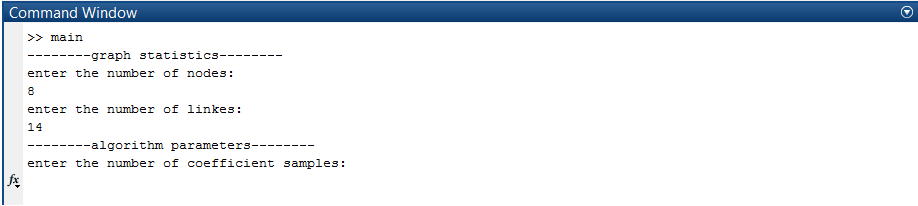 Command Window
>> main
--------graph statistics--------
enter the number of nodes:
8
enter the number of linkes:
14
--------algorithm parameters--------
enter the number of coefficient samples:
fx